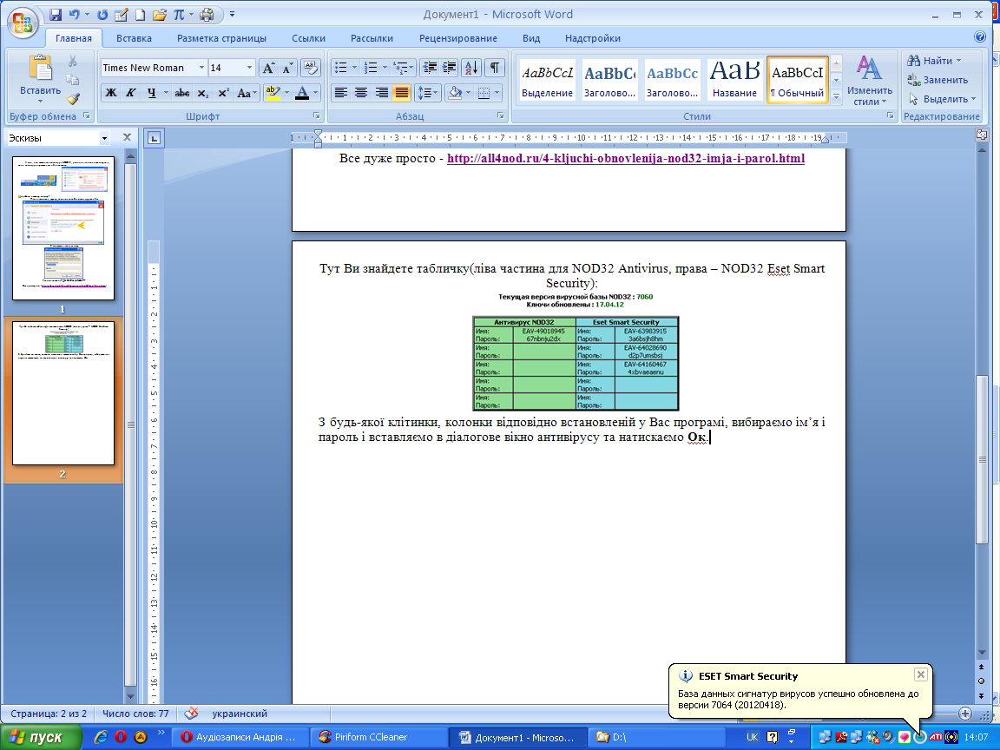 Документ1 - Microsoft Word
Главная Вставка Разметка страницы Ссылки Рассылки Рецензирование Вид Надстройки
Вставить
Буфер обмена
Times New Roman 14
Ж К Ч abc x₂ x² Aa
Шрифт
Абзац
AaBbCcI AaBbC AaBbCc АаВ AaBbCcI
Выделение Заголово... Заголово... Название ¶ Обычный
Изменить
стили
Стили
Найти
Заменить
Выделить
Редактирование
Эскизы
1
2
Все дуже просто - http://all4nod.ru/4-kljuchi-obnovlenija-nod32-imja-i-parol.html
Тут Ви знайдете табличку(ліва частина для NOD32 Antivirus, права – NOD32 Eset Smart
Security):
Текущая версия вирусной базы NOD32 : 7060
Ключи обновлены : 17.04.12
Антивирус NOD32 Eset Smart Security
Имя: EAV-49018945 Имя: EAV-63983915
Пароль: 67nbnju2dx Пароль: 3a6bsjh8hm
Имя: Имя: EAV-64028690
Пароль: Пароль: d2p7umsbsj
Имя: Имя: EAV-64160467
Пароль: Пароль: 4xbvaeaenu
Имя: Имя:
Пароль: Пароль:
Имя: Имя:
Пароль: Пароль:
З будь-якої клітинки, колонки відповідно встановленій у Вас програмі, вибираємо ім’я і
пароль і вставляємо в діалогове вікно антивірусу та натискаємо Ок.
ESET Smart Security
База данных сигнатур вирусов успешно обновлена до
версии 7064 (20120418).
Страница: 2 из 2 Число слов: 77 украинский
пуск Аудіозаписи Андрія ... Piriform CCleaner Документ1 - Microso... D:\ UK 14:07